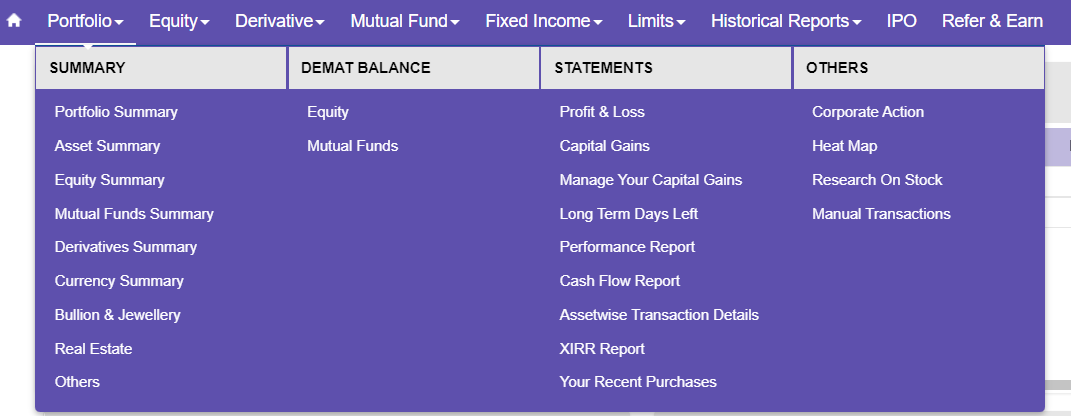 Portfolio Equity Derivative Mutual Fund Fixed Income Limits Historical Reports IPO Refer & Earn
SUMMARY
Portfolio Summary
Asset Summary
Equity Summary
Mutual Funds Summary
Derivatives Summary
Currency Summary
Bullion & Jewellery
Real Estate
Others
DEMAT BALANCE
Equity
Mutual Funds
STATEMENTS
Profit & Loss
Capital Gains
Manage Your Capital Gains
Long Term Days Left
Performance Report
Cash Flow Report
Assetwise Transaction Details
XIRR Report
Your Recent Purchases
OTHERS
Corporate Action
Heat Map
Research On Stock
Manual Transactions